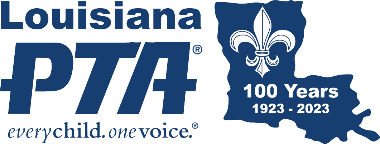 Louisiana
PTA®
everychild.onevoice.®
100 Years
1923 - 2023